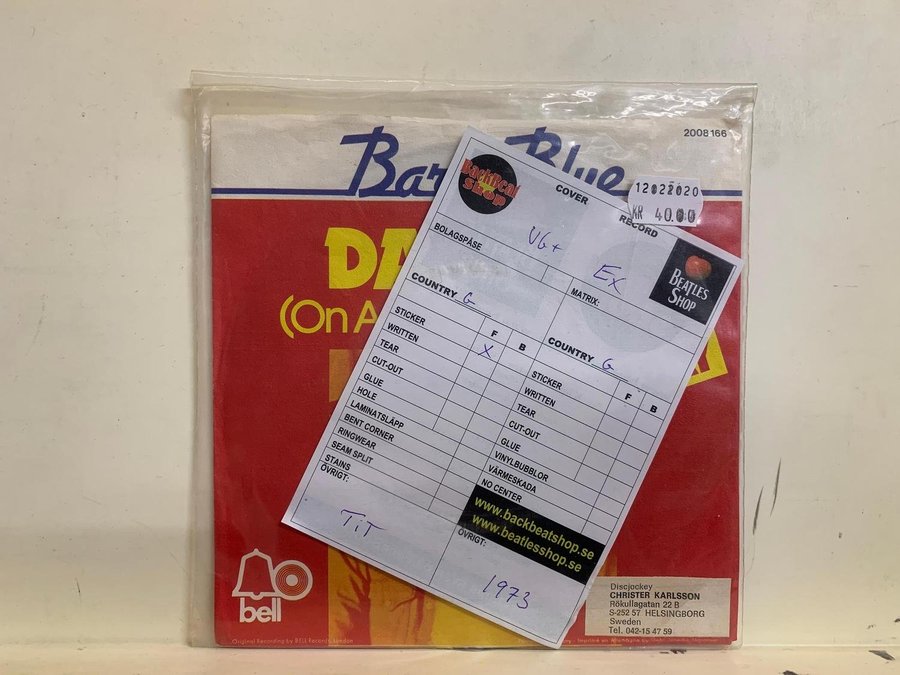 2008 166
Bar Blue
DA
(On A
BackBeat
Shop
COVER
RECORD
12022020
KR 40.00
VG+
EX
BEATLES
SHOP
BOLAGSPÅSE
MATRIX:
COUNTRY G
F
B
STICKER
WRITTEN X
TEAR
CUT-OUT
GLUE
HOLE
LAMINATSLÄPP
BENT CORNER
RINGWEAR
SEAM SPLIT
STAINS
ÖVRIGT:
TiT
COUNTRY G
F
B
STICKER
WRITTEN
TEAR
CUT-OUT
GLUE
VINYLBUBBLOR
VÄRMESKADA
NO CENTER
www.backbeatshop.se
www.beatlesshop.se
ÖVRIGT:
1973
bell
Discjockey
CHRISTER KARLSSON
Rökullagatan 22 B
S-252 57 HELSINGBORG
Sweden
Tel. 042-15 47 59
Original Recording by BELL Records, London